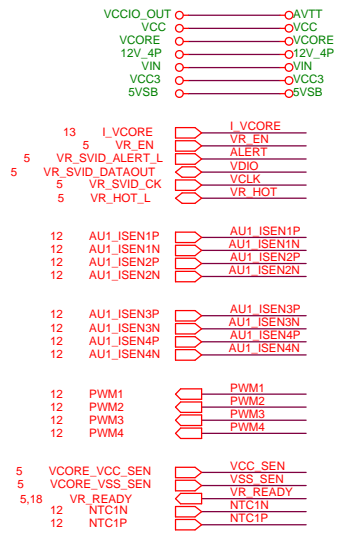 VCCIO_OUT AVTT
VCC VCC
VCORE VCORE
12V_4P 12V_4P
VIN VIN
VCC3 VCC3
5VSB 5VSB
13 I_VCORE I_VCORE
5 VR_EN VR_EN
5 VR_SVID_ALERT_L ALERT
5 VR_SVID_DATAOUT VDIO
5 VR_SVID_CK VCLK
5 VR_HOT_L VR_HOT
12 AU1_ISEN1P AU1_ISEN1P
12 AU1_ISEN1N AU1_ISEN1N
12 AU1_ISEN2P AU1_ISEN2P
12 AU1_ISEN2N AU1_ISEN2N
12 AU1_ISEN3P AU1_ISEN3P
12 AU1_ISEN3N AU1_ISEN3N
12 AU1_ISEN4P AU1_ISEN4P
12 AU1_ISEN4N AU1_ISEN4N
12 PWM1 PWM1
12 PWM2 PWM2
12 PWM3 PWM3
12 PWM4 PWM4
5 VCORE_VCC_SEN VCC_SEN
5 VCORE_VSS_SEN VSS_SEN
5,18 VR_READY VR_READY
12 NTC1N NTC1N
12 NTC1P NTC1P